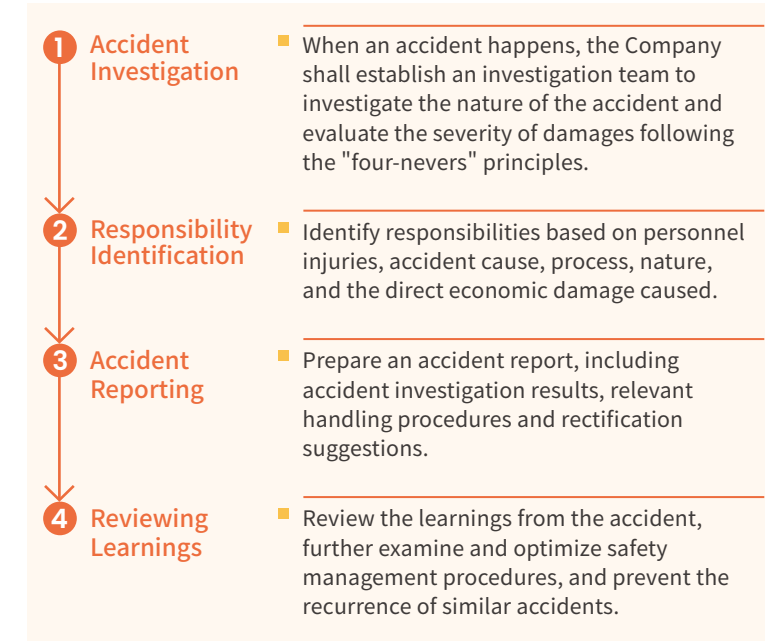 1
Accident
Investigation
When an accident happens, the Company
shall establish an investigation team to
investigate the nature of the accident and
evaluate the severity of damages following
the "four-nevers" principles.
2
Responsibility
Identification
Identify responsibilities based on personnel
injuries, accident cause, process, nature,
and the direct economic damage caused.
3
Accident
Reporting
Prepare an accident report, including
accident investigation results, relevant
handling procedures and rectification
suggestions.
4
Reviewing
Learnings
Review the learnings from the accident,
further examine and optimize safety
management procedures, and prevent the
recurrence of similar accidents.